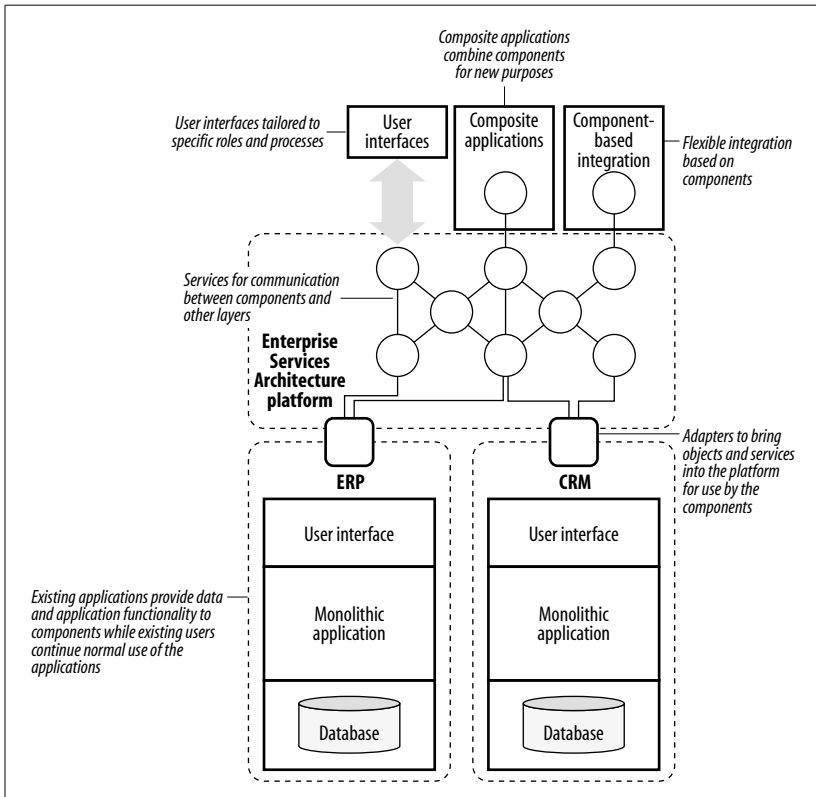 Composite applications
combine components
for new purposes
User interfaces tailored to
specific roles and processes
User
interfaces
Composite
applications
Component-
based
integration
Flexible integration
based on
components
Services for communication
between components and
other layers
Enterprise
Services
Architecture
platform
Adapters to bring
objects and services
into the platform
for use by the
components
ERP
CRM
User interface
User interface
Existing applications provide data
and application functionality to
components while existing users
continue normal use of the
applications
Monolithic
application
Monolithic
application
Database
Database